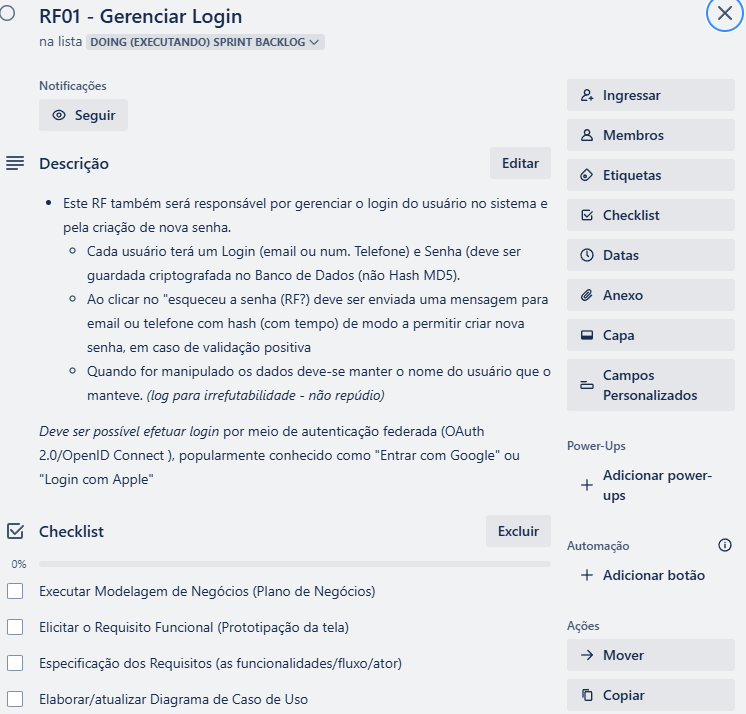 RF01 - Gerenciar Login
na lista DOING (EXECUTANDO) SPRINT BACKLOG
Notificações
Seguir
Descrição
Editar
Este RF também será responsável por gerenciar o login do usuário no sistema e
pela criação de nova senha.
Cada usuário terá um Login (email ou num. Telefone) e Senha (deve ser
guardada criptografada no Banco de Dados (não Hash MD5).
Ao clicar no "esqueceu a senha (RF?) deve ser enviada uma mensagem para
email ou telefone com hash (com tempo) de modo a permitir criar nova
senha, em caso de validação positiva
Quando for manipulado os dados deve-se manter o nome do usuário que o
manteve. (log para irrefutabilidade - não repúdio)
Deve ser possível efetuar login por meio de autenticação federada (OAuth
2.0/OpenID Connect ), popularmente conhecido como "Entrar com Google" ou
"Login com Apple"
Checklist
Excluir
0%
Executar Modelagem de Negócios (Plano de Negócios)
Elicitar o Requisito Funcional (Prototipação da tela)
Especificação dos Requisitos (as funcionalidades/fluxo/ator)
Elaborar/atualizar Diagrama de Caso de Uso
Ingressar
Membros
Etiquetas
Checklist
Datas
Anexo
Capa
Campos
Personalizados
Power-Ups
Adicionar power-
ups
Automação
Adicionar botão
Ações
Mover
Copiar